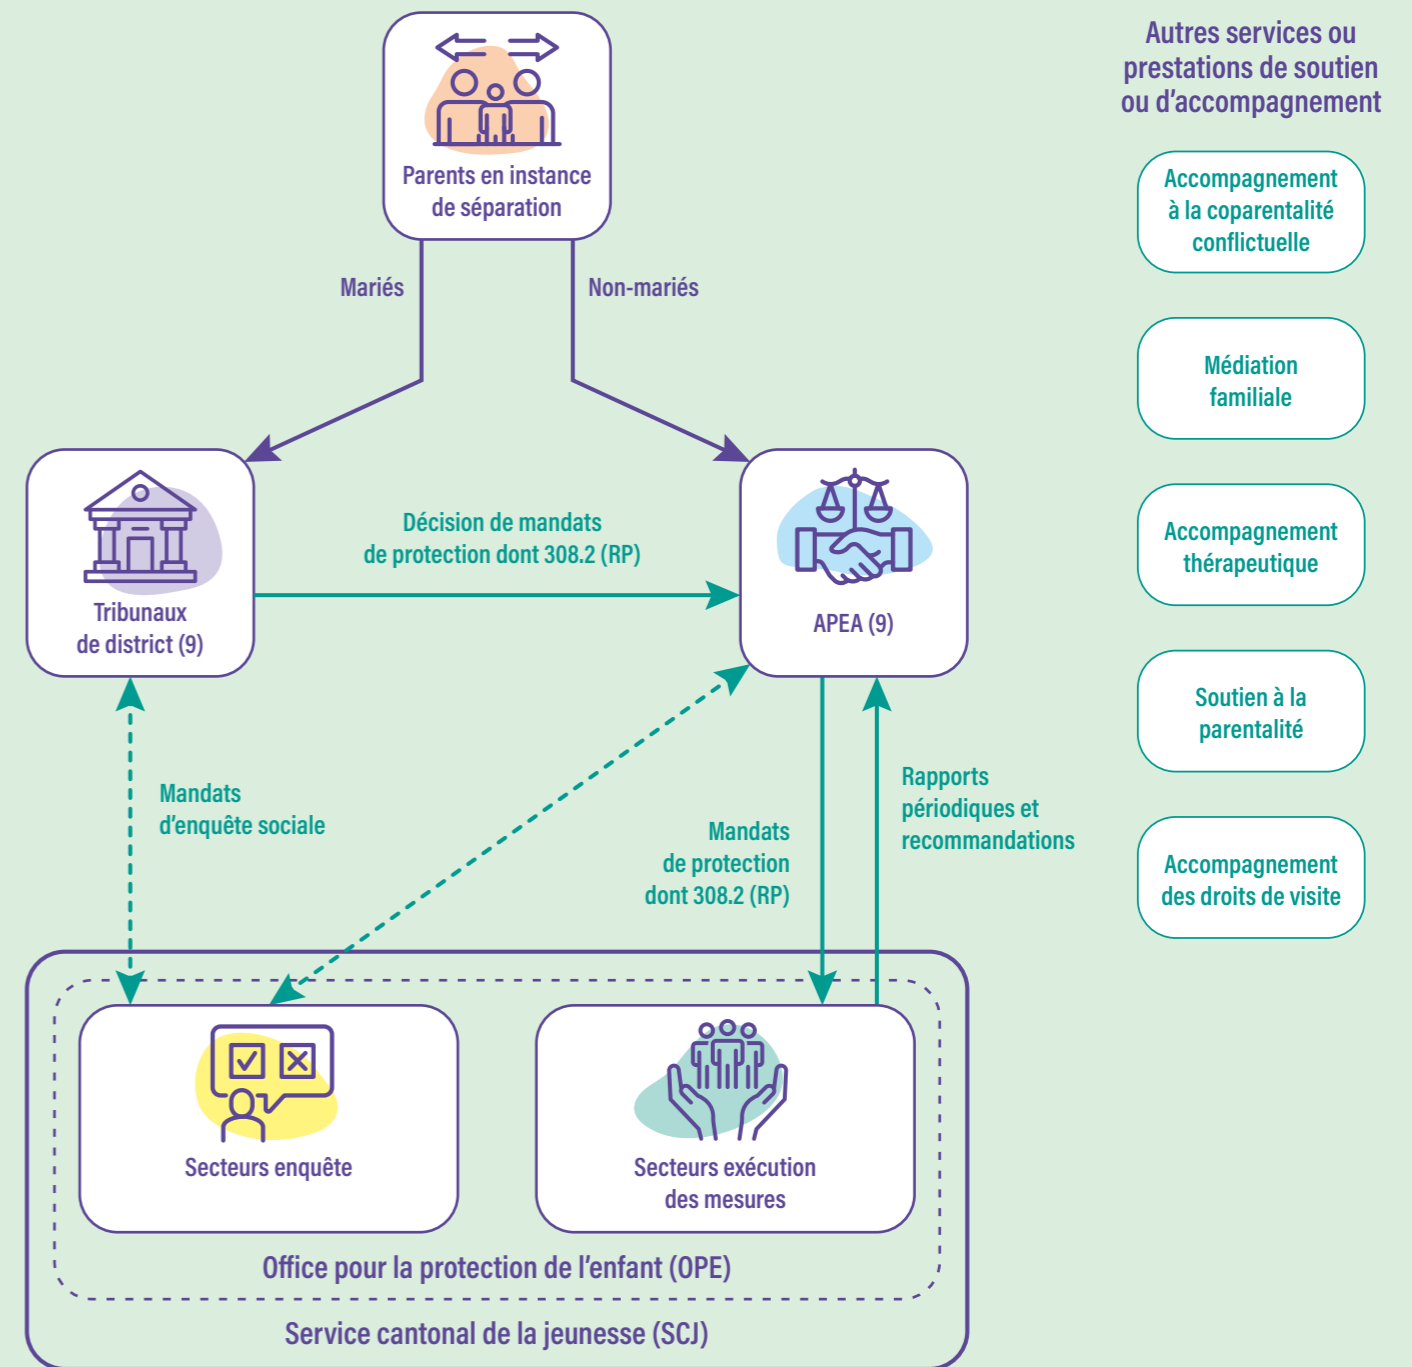 Parents en instance
de séparation
Mariés
Non-mariés
Tribunaux
de district (9)
Décision de mandats
de protection dont 308.2 (RP)
APEA (9)
Mandats
d'enquête sociale
Mandats
de protection
dont 308.2 (RP)
Rapports
périodiques et
recommandations
Secteurs enquête
Secteurs exécution
des mesures
Office pour la protection de l'enfant (OPE)
Service cantonal de la jeunesse (SCJ)
Autres services ou
prestations de soutien
ou d'accompagnement
Accompagnement
à la coparentalité
conflictuelle
Médiation
familiale
Accompagnement
thérapeutique
Soutien à la
parentalité
Accompagnement
des droits de visite